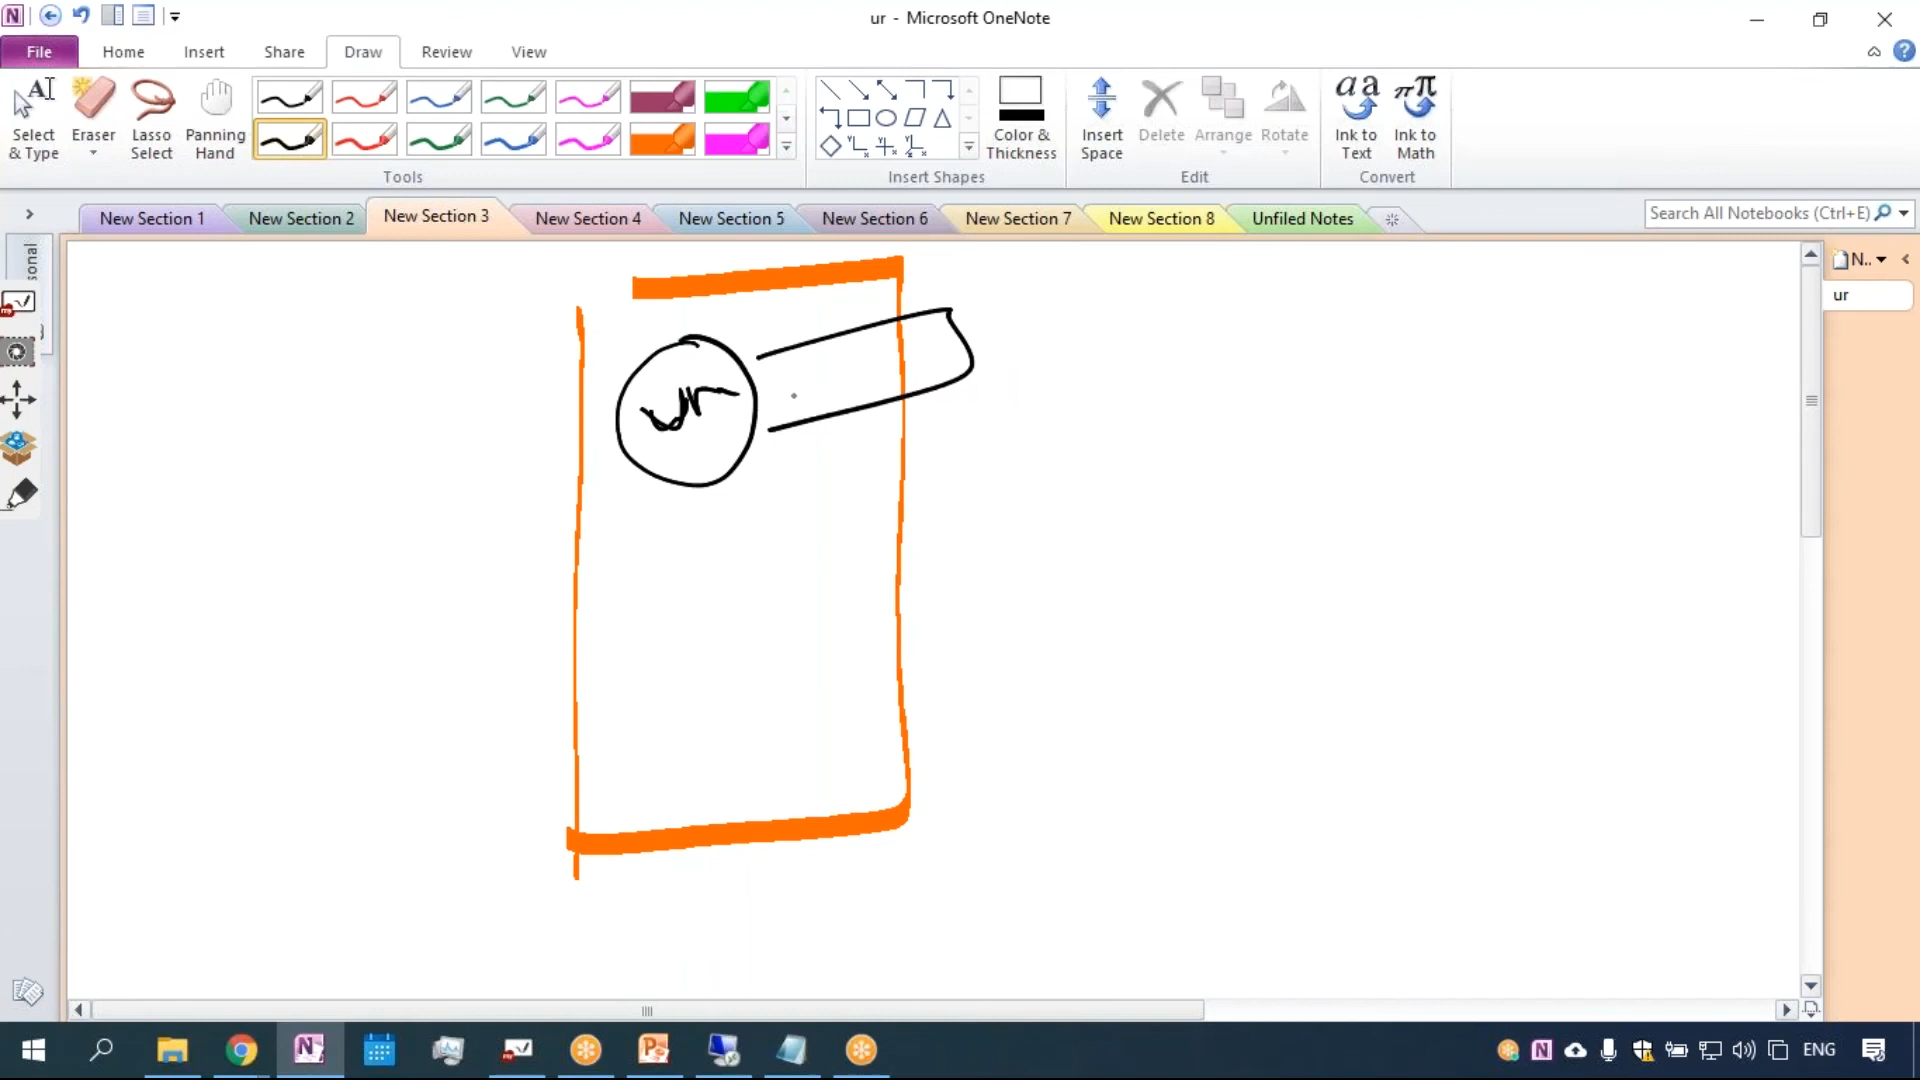 ur - Microsoft OneNote
File Home Insert Share Draw Review View
Select & Type
Eraser
Lasso Select
Panning Hand
Color & Thickness
Insert Space
Delete
Arrange
Rotate
Ink to Text
Ink to Math
Tools
Insert Shapes
Edit
Convert
New Section 1
New Section 2
New Section 3
New Section 4
New Section 5
New Section 6
New Section 7
New Section 8
Unfiled Notes
Search All Notebooks (Ctrl+E)
sonal
N..
ur
ur
ENG